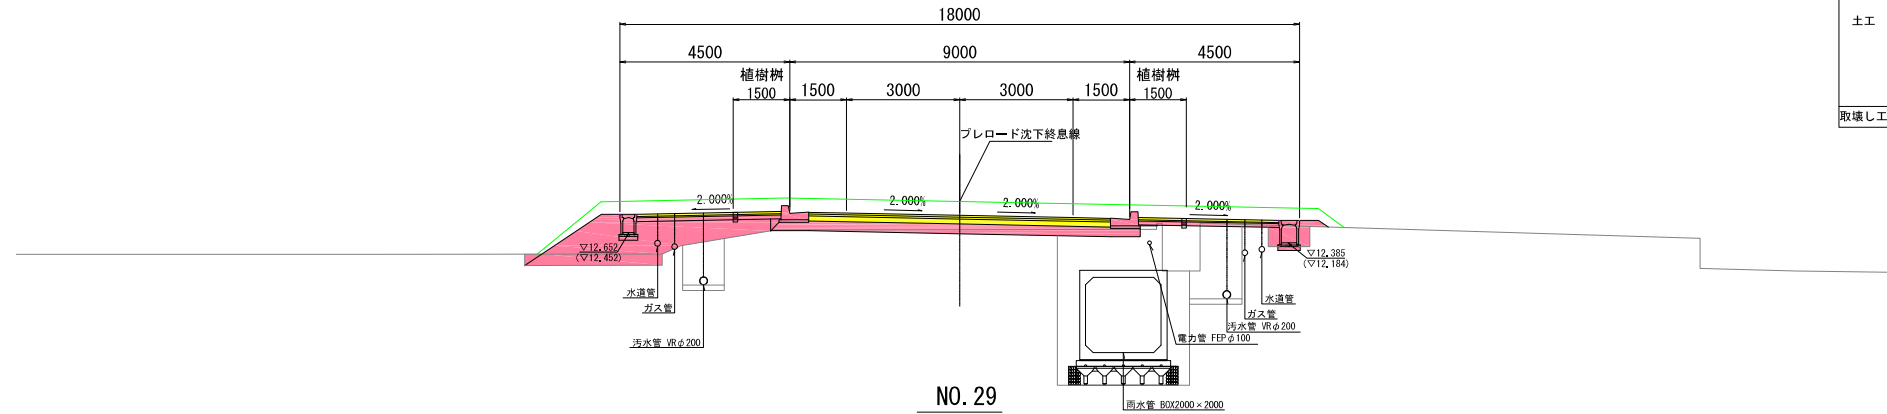 18000
土工
4500
9000
4500
植樹桝
植樹桝
1500
1500
3000
3000
1500
1500
取壊し工
プレロード沈下終息線
2.000%
2.000%
2.000%
2.000%
▽12.652
(▽12.452)
▽12.385
(▽12.184)
水道管
水道管
ガス管
ガス管
汚水管 VRφ200
汚水管 VRφ200
電力管 FEPφ100
NO.29
雨水管 BOX2000×2000